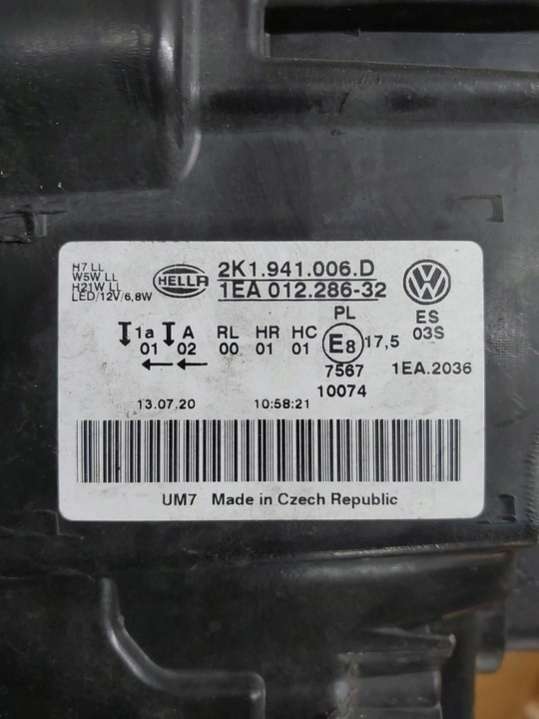 H7 LL
W5W LL
H21W LL
LED/12V/6,8W
HELLA
2K1.941.006.D
1EA 012.286-32
VW
PL
ES
03S
1a A RL HR HC E8 17,5
01 02 00 01 01
7567 1EA.2036
10074
13.07.20 10:58:21
UM7 Made in Czech Republic